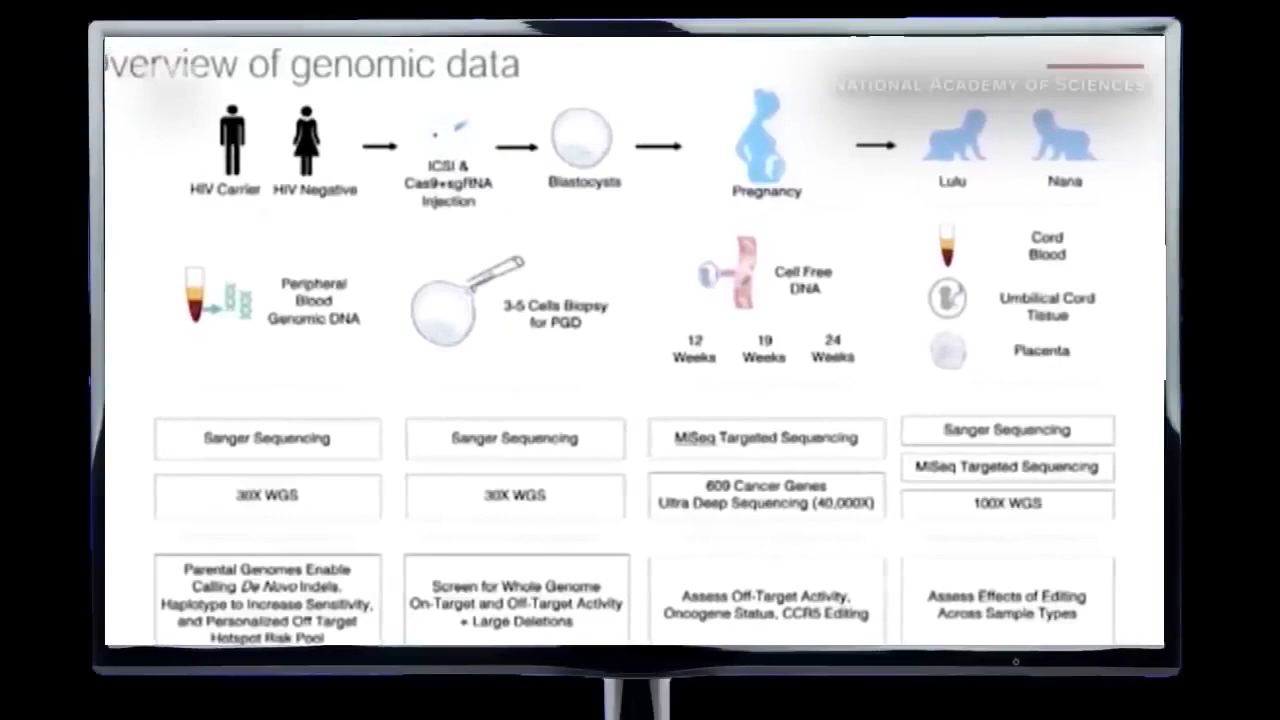 verview of genomic data
NATIONAL ACADEMY OF SCIENCES
HIV Carrier
HIV Negative
ICSI &
Cas9+sgRNA
Injection
Blastocysts
Pregnancy
Lulu
Nana
Peripheral
Blood
Genomic DNA
3-5 Cells Biopsy
for PGD
Cell Free
DNA
12
Weeks
19
Weeks
24
Weeks
Cord
Blood
Umbilical Cord
Tissue
Placenta
Sanger Sequencing
30X WGS
Parental Genomes Enable
Calling De Novo Indels,
Haplotype to Increase Sensitivity,
and Personalized Off Target
Hotspot Risk Pool
Sanger Sequencing
30X WGS
Screen for Whole Genome
On-Target and Off-Target Activity
+ Large Deletions
MiSeq Targeted Sequencing
609 Cancer Genes
Ultra Deep Sequencing (40,000X)
Assess Off-Target Activity,
Oncogene Status, CCR5 Editing
Sanger Sequencing
MiSeq Targeted Sequencing
100X WGS
Assess Effects of Editing
Across Sample Types